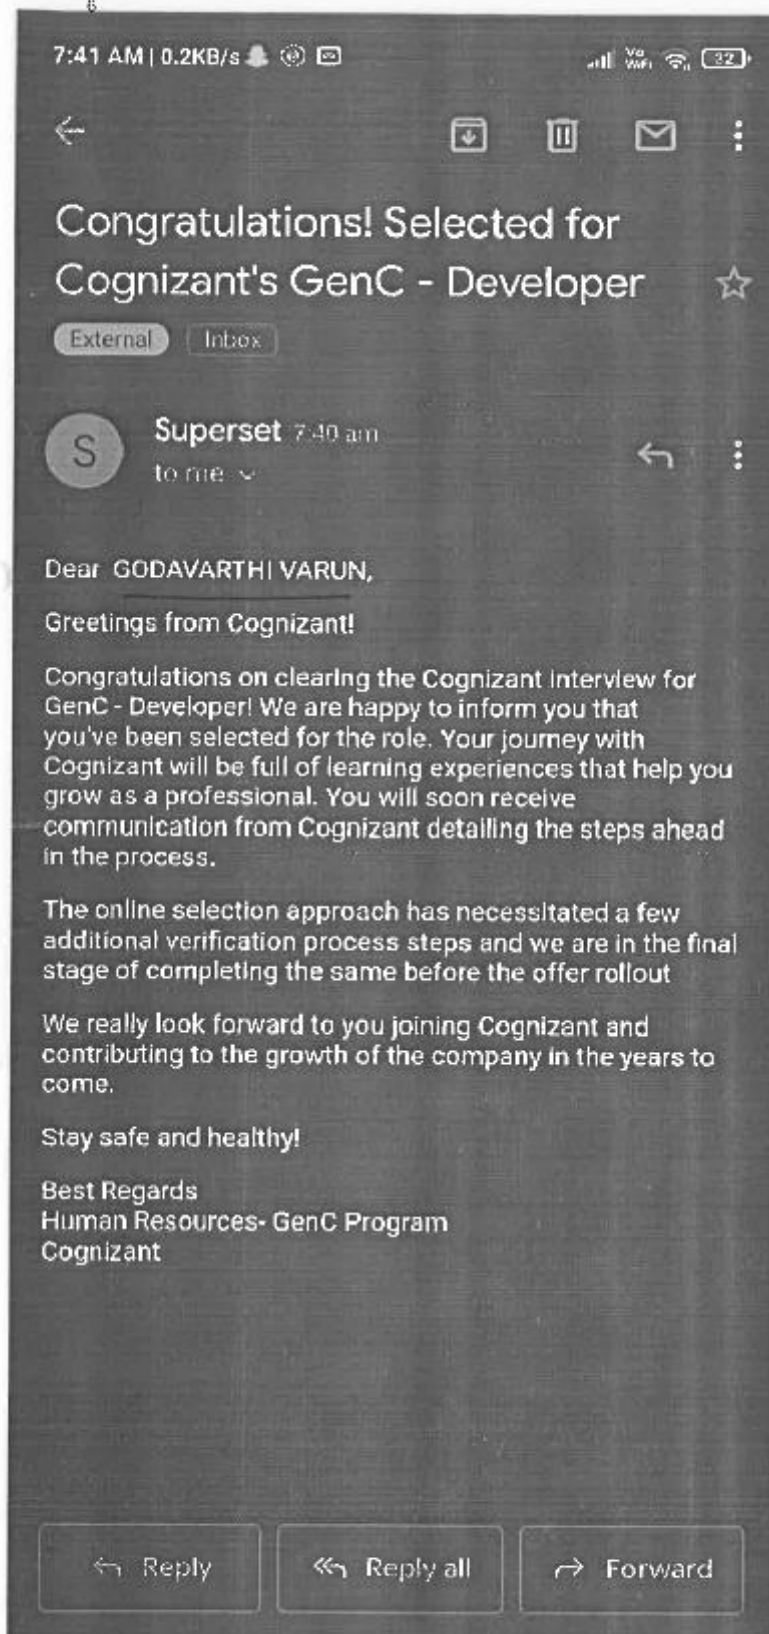 7:41 AM | 0.2KB/s
Vo
WiFi
32
Congratulations! Selected for
Cognizant's GenC - Developer
External Inbox
S
Superset 7:40 am
to me
Dear GODAVARTHI VARUN,
Greetings from Cognizant!
Congratulations on clearing the Cognizant interview for
GenC - Developer! We are happy to inform you that
you've been selected for the role. Your journey with
Cognizant will be full of learning experiences that help you
grow as a professional. You will soon receive
communication from Cognizant detailing the steps ahead
in the process.
The online selection approach has necessitated a few
additional verification process steps and we are in the final
stage of completing the same before the offer rollout
We really look forward to you joining Cognizant and
contributing to the growth of the company in the years to
come.
Stay safe and healthy!
Best Regards
Human Resources- GenC Program
Cognizant
Reply Reply all Forward